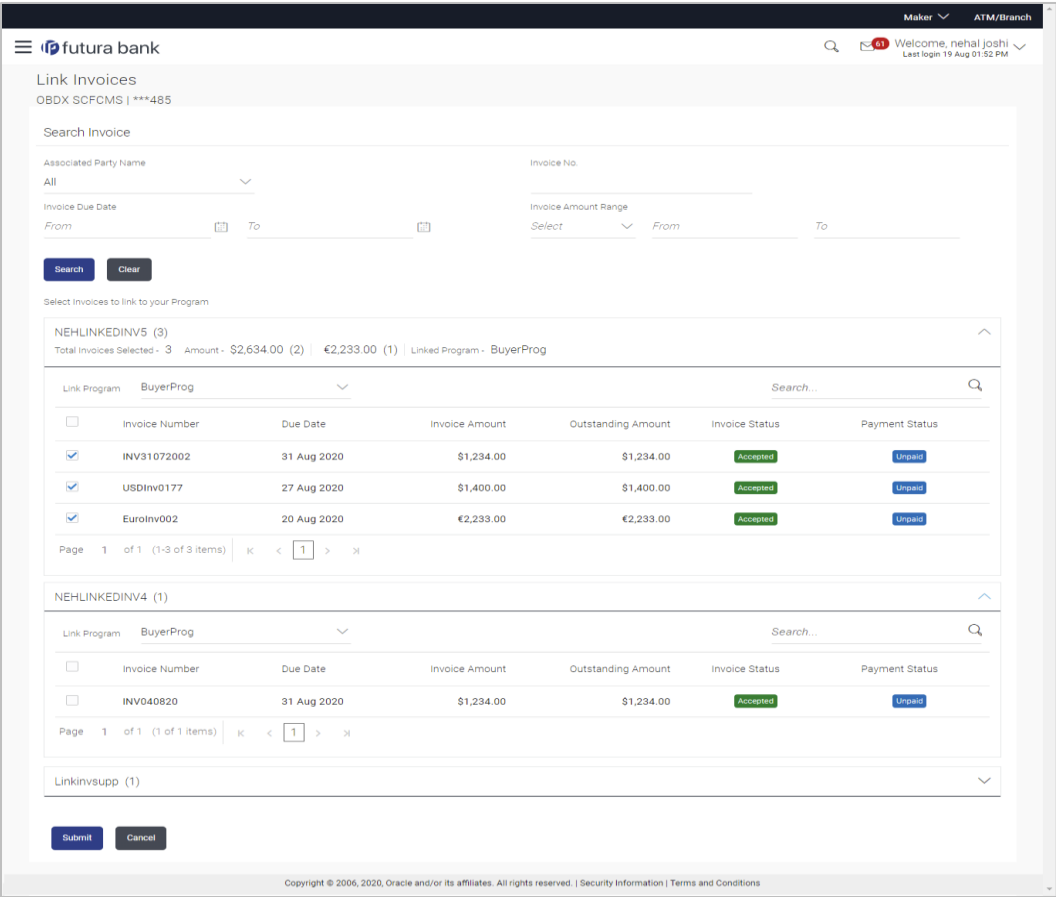 Maker ATM/Branch
futura bank 61 Welcome, nehal joshi
Last login 19 Aug 01:52 PM
Link Invoices
OBDX SCFCMS | ***485
Search Invoice
Associated Party Name Invoice No.
All
Invoice Due Date Invoice Amount Range
From To Select From To
Search Clear
Select Invoices to link to your Program
NEHLINKEDINV5 (3)
Total Invoices Selected - 3 Amount - $2,634.00 (2) | €2,233.00 (1) | Linked Program - BuyerProg
Link Program BuyerProg Search...
Invoice Number Due Date Invoice Amount Outstanding Amount Invoice Status Payment Status
INV31072002 31 Aug 2020 $1,234.00 $1,234.00 Accepted Unpaid
USDInv0177 27 Aug 2020 $1,400.00 $1,400.00 Accepted Unpaid
EuroInv002 20 Aug 2020 €2,233.00 €2,233.00 Accepted Unpaid
Page 1 of 1 (1-3 of 3 items) 1
NEHLINKEDINV4 (1)
Link Program BuyerProg Search...
Invoice Number Due Date Invoice Amount Outstanding Amount Invoice Status Payment Status
INV040820 31 Aug 2020 $1,234.00 $1,234.00 Accepted Unpaid
Page 1 of 1 (1 of 1 items) 1
Linkinvsupp (1)
Submit Cancel
Copyright © 2006, 2020, Oracle and/or its affiliates. All rights reserved. | Security Information | Terms and Conditions